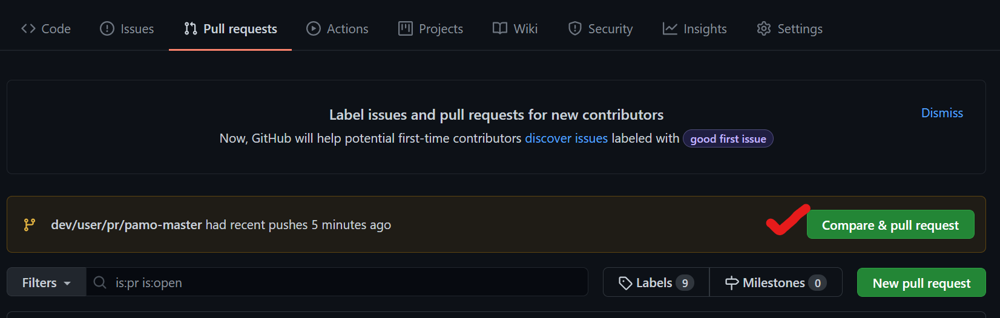 Code Issues Pull requests Actions Projects Wiki Security Insights Settings
Label issues and pull requests for new contributors
Dismiss
Now, GitHub will help potential first-time contributors discover issues labeled with good first issue
dev/user/pr/pamo-master had recent pushes 5 minutes ago
Compare & pull request
Filters is:pr is:open Labels 9 Milestones 0 New pull request